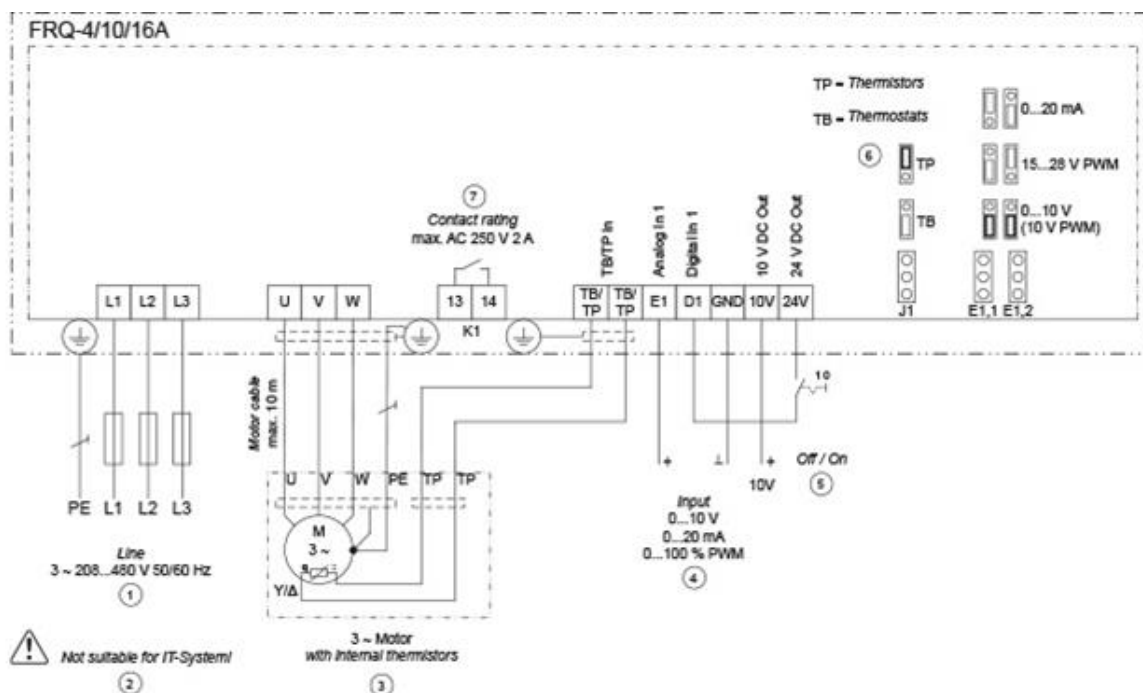 FRQ-4/10/16A
TP = Thermistors
TB = Thermostats
6
TP
TB
J1
0...20 mA
15...28 V PWM
0...10 V
(10 V PWM)
E1,1 E1,2
7
Contact rating
max. AC 250 V 2 A
TB/TP In
Analog In 1
Digital In 1
10 V DC Out
24 V DC Out
L1 L2 L3
U V W
13 14
K1
TB/TP TB/TP E1 D1 GND 10V 24V
Motor cable
max. 10 m
1 0
PE L1 L2 L3
U V W PE TP TP
M
3 ~
Y/Δ
+ ⊥ +
10V
Off / On
5
Input
0...10 V
0...20 mA
0...100 % PWM
4
Line
3 ~ 208...480 V 50/60 Hz
1
Not suitable for IT-System!
2
3 ~ Motor
with internal thermistors
3